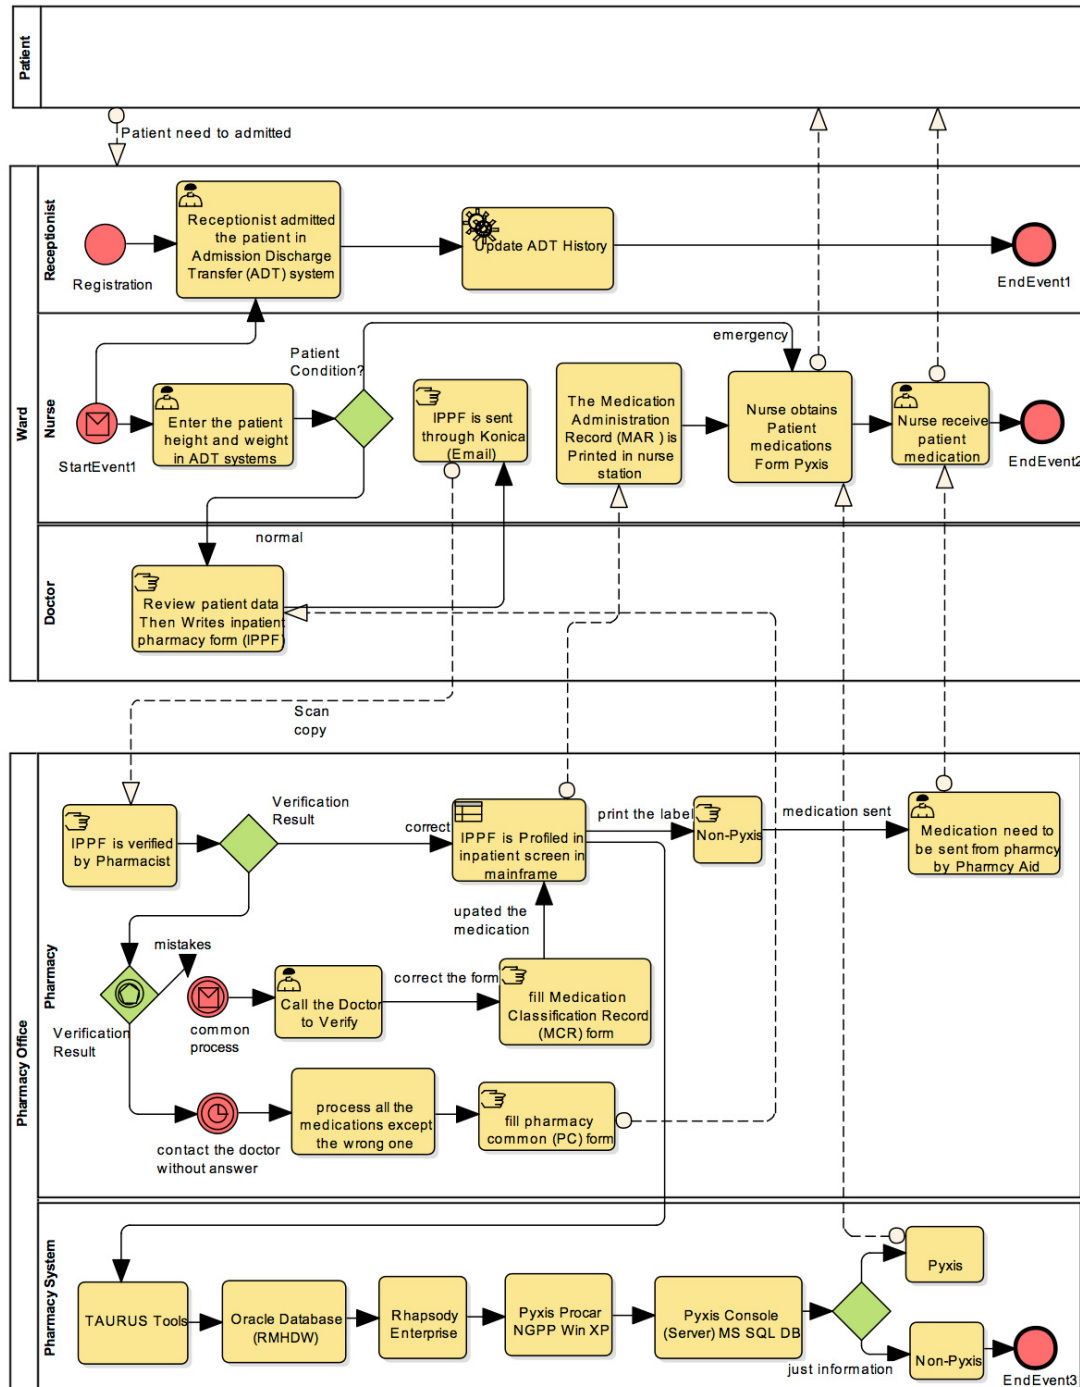 Patient
Patient need to admitted
Ward
Receptionist
Registration
Receptionist admitted
the patient in
Admission Discharge
Transfer (ADT) system
Update ADT History
EndEvent1
Nurse
StartEvent1
Enter the patient
height and weight
in ADT systems
Patient
Condition?
emergency
normal
IPPF is sent
through Konica
(Email)
The Medication
Administration
Record (MAR ) is
Printed in nurse
station
Nurse obtains
Patient
medications
Form Pyxis
Nurse receive
patient
medication
EndEvent2
Doctor
Review patient data
Then Writes inpatient
pharmacy form (IPPF)
Scan
copy
Pharmacy Office
Pharmacy
IPPF is verified
by Pharmacist
Verification
Result
correct
IPPF is Profiled in
inpatient screen in
mainframe
print the label
Non-Pyxis
medication sent
Medication need to
be sent from pharmcy
by Pharmcy Aid
upated the
medication
mistakes
Verification
Result
common
process
Call the Doctor
to Verify
correct the form
fill Medication
Classification Record
(MCR) form
contact the doctor
without answer
process all the
medications except
the wrong one
fill pharmacy
common (PC) form
Pharmacy System
TAURUS Tools
Oracle Database
(RMHDW)
Rhapsody
Enterprise
Pyxis Procar
NGPP Win XP
Pyxis Console
(Server) MS SQL DB
Pyxis
just information
Non-Pyxis
EndEvent3